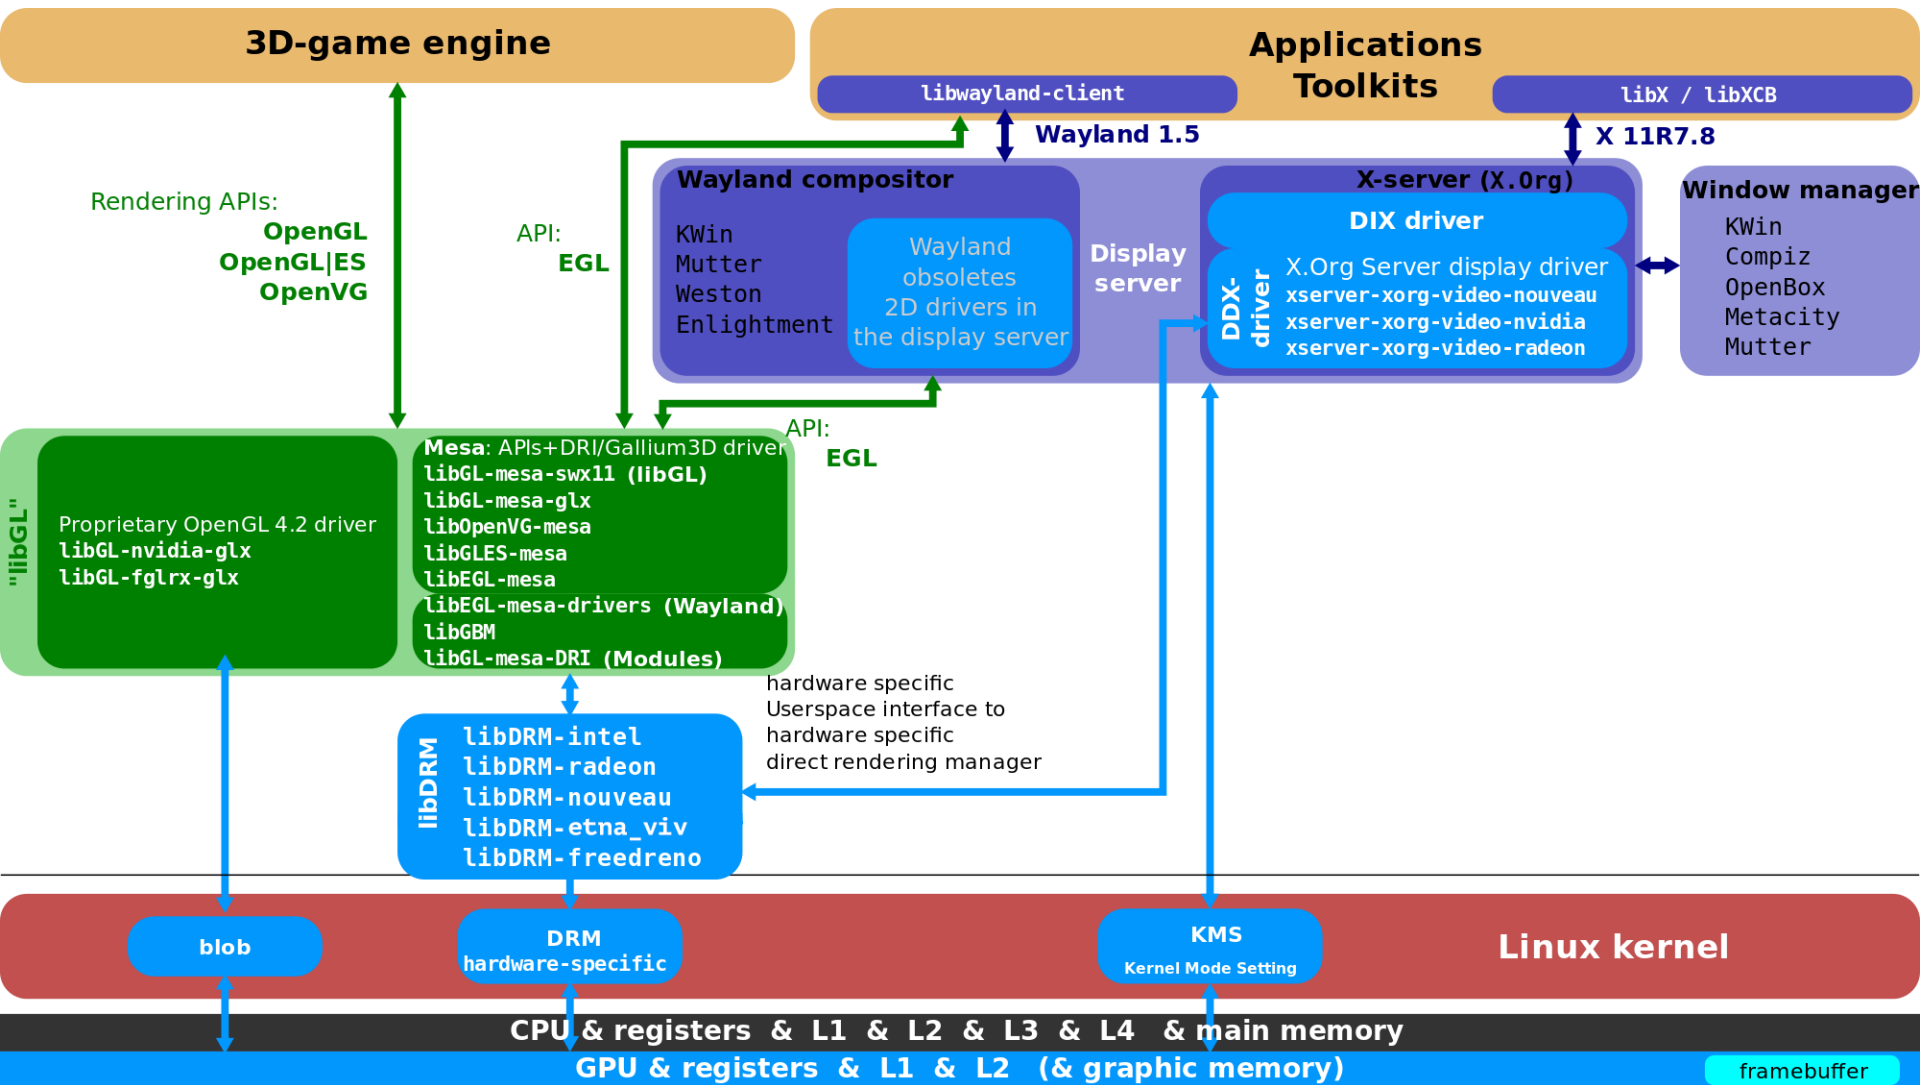 3D-game engine
Applications
Toolkits
libwayland-client
libX / libXCB
Wayland 1.5
X 11R7.8
Rendering APIs:
OpenGL
OpenGL|ES
OpenVG
API:
EGL
Wayland compositor
KWin
Mutter
Weston
Enlightment
Wayland
obsoletes
2D drivers in
the display server
Display
server
X-server (X.Org)
DIX driver
DDX-
driver
X.Org Server display driver
xserver-xorg-video-nouveau
xserver-xorg-video-nvidia
xserver-xorg-video-radeon
Window manager
KWin
Compiz
OpenBox
Metacity
Mutter
API:
EGL
"libGL"
Proprietary OpenGL 4.2 driver
libGL-nvidia-glx
libGL-fglrx-glx
Mesa: APIs+DRI/Gallium3D driver
libGL-mesa-swx11 (libGL)
libGL-mesa-glx
libOpenVG-mesa
libGLES-mesa
libEGL-mesa
libEGL-mesa-drivers (Wayland)
libGBM
libGL-mesa-DRI (Modules)
hardware specific
Userspace interface to
hardware specific
direct rendering manager
libDRM
libDRM-intel
libDRM-radeon
libDRM-nouveau
libDRM-etna_viv
libDRM-freedreno
blob
DRM
hardware-specific
KMS
Kernel Mode Setting
Linux kernel
CPU & registers & L1 & L2 & L3 & L4 & main memory
GPU & registers & L1 & L2 (& graphic memory)
framebuffer